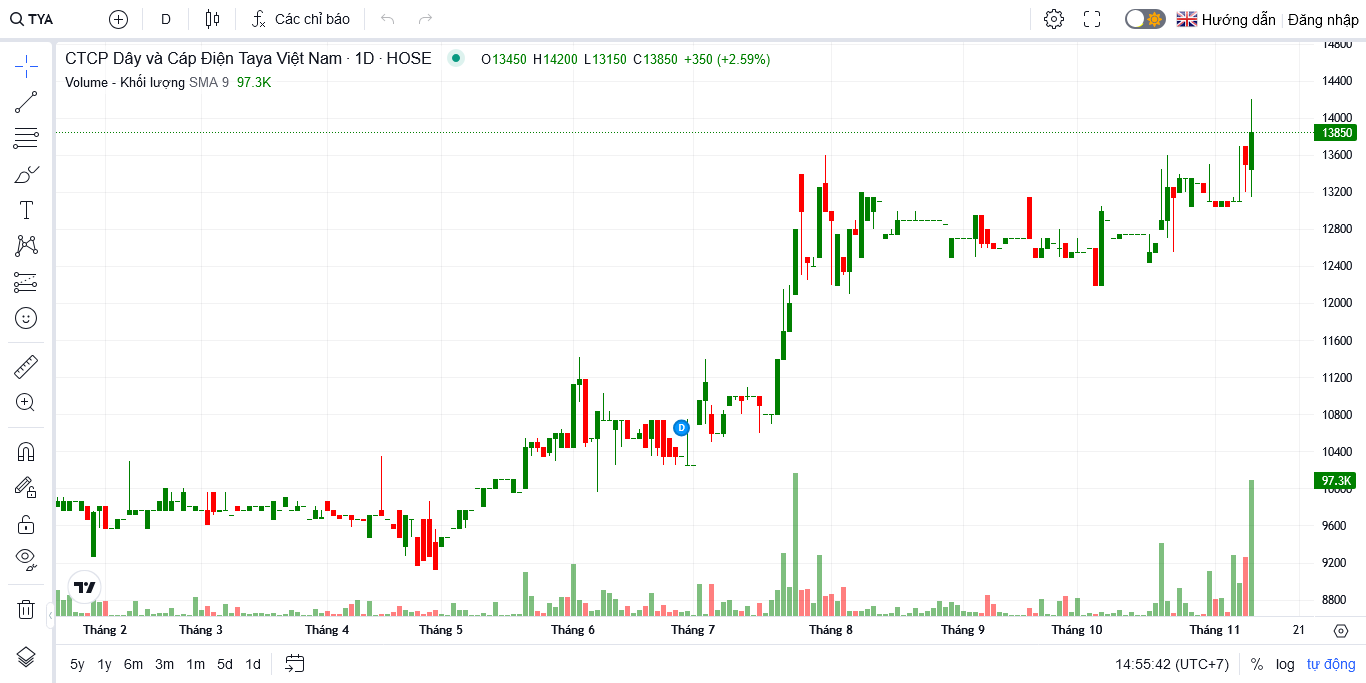 TYA D Các chỉ báo Hướng dẫn Đăng nhập
CTCP Dây và Cáp Điện Taya Việt Nam · 1D · HOSE O13450 H14200 L13150 C13850 +350 (+2.59%)
Volume - Khối lượng SMA 9 97.3K
14800
14400
14000
13850
13600
13200
12800
12400
12000
11600
11200
10800
D
10400
97.3K
10000
9600
9200
8800
Tháng 2 Tháng 3 Tháng 4 Tháng 5 Tháng 6 Tháng 7 Tháng 8 Tháng 9 Tháng 10 Tháng 11 21
5y 1y 6m 3m 1m 5d 1d 14:55:42 (UTC+7) % log tự động